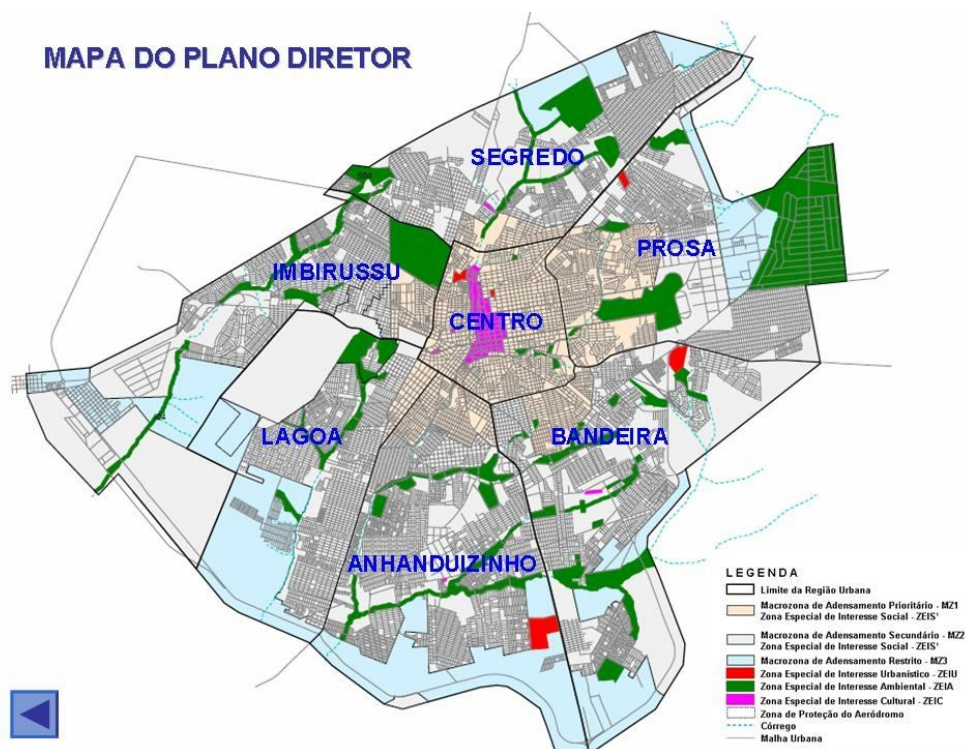 MAPA DO PLANO DIRETOR
SEGREDO
PROSA
IMBIRUSSU
CENTRO
LAGOA
BANDEIRA
ANHANDUIZINHO
LEGENDA
Limite da Região Urbana
Macrozona de Adensamento Prioritário - MZ1
Zona Especial de Interesse Social - ZEIS¹
Macrozona de Adensamento Secundário - MZ2
Zona Especial de Interesse Social - ZEIS¹
Macrozona de Adensamento Restrito - MZ3
Zona Especial de Interesse Urbanístico - ZEIU
Zona Especial de Interesse Ambiental - ZEIA
Zona Especial de Interesse Cultural - ZEIC
Zona de Proteção do Aeródromo
Córrego
Malha Urbana